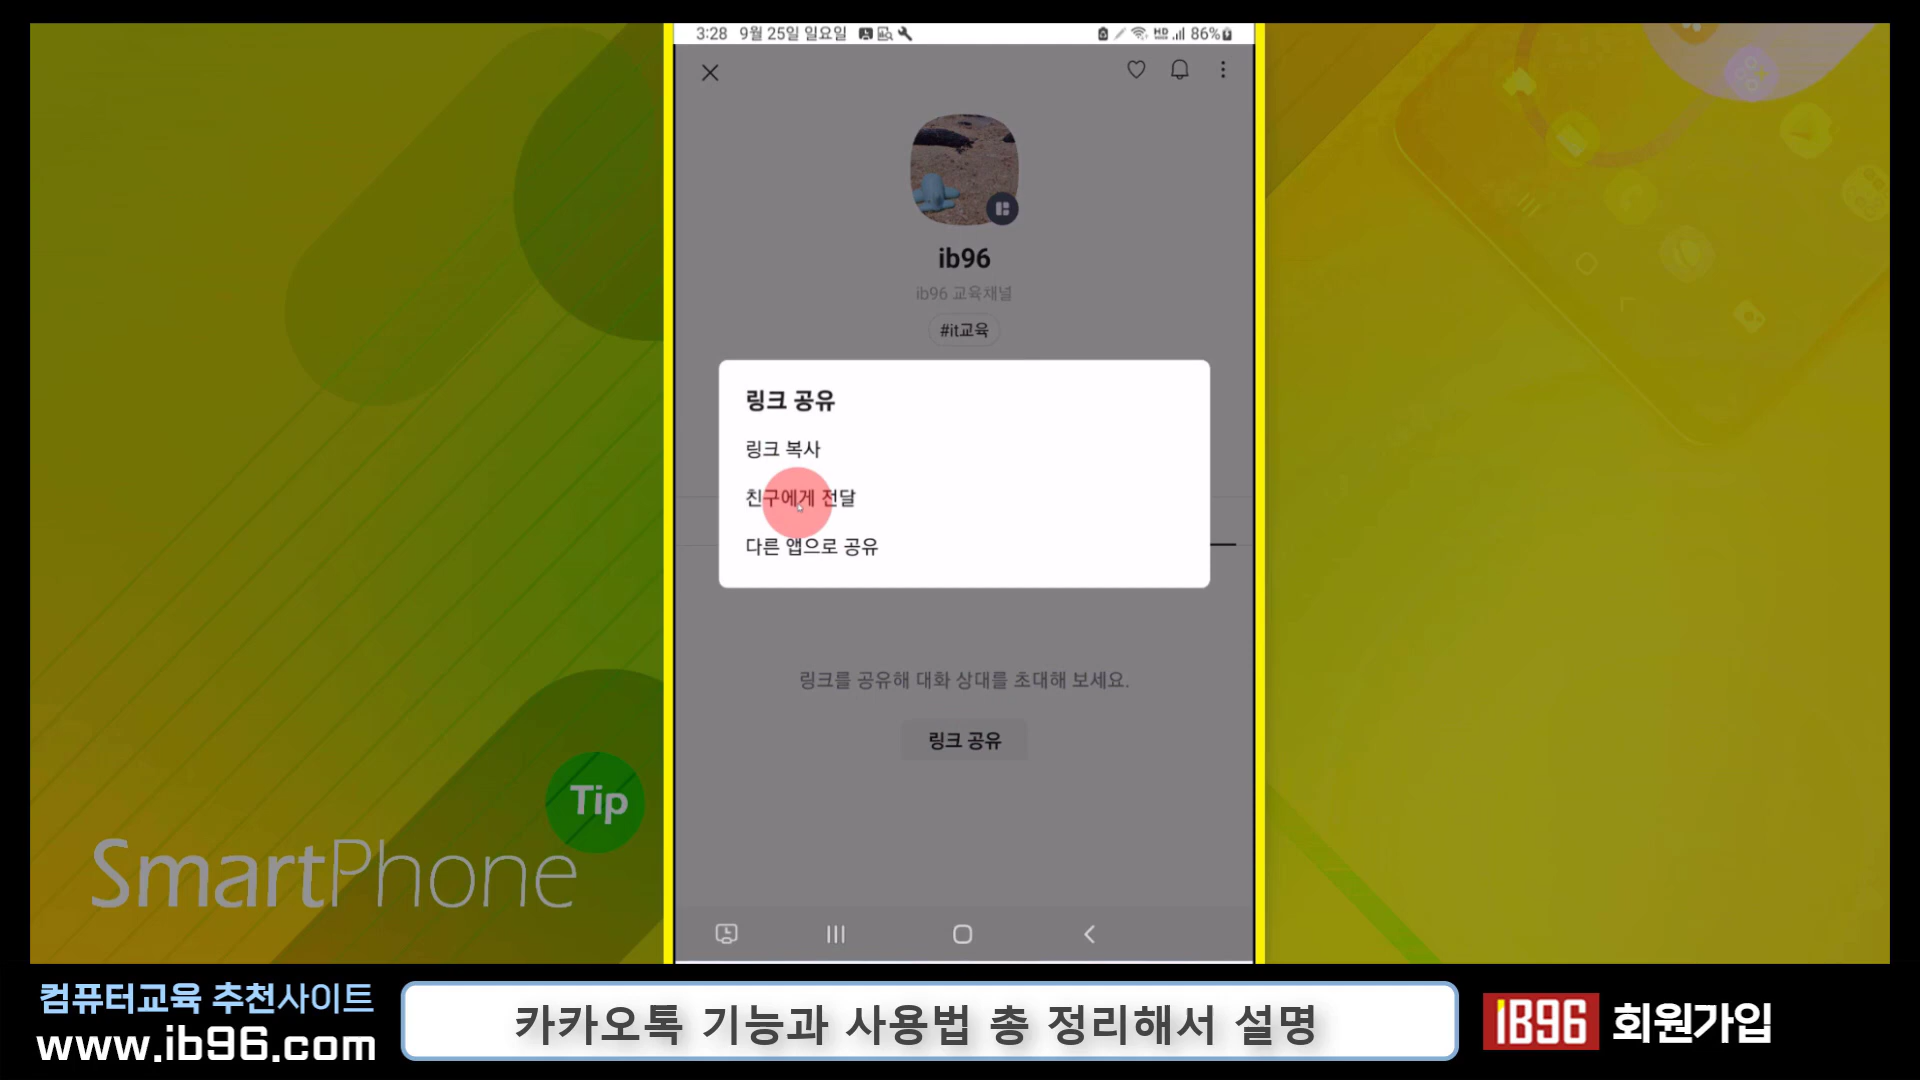 3:28 9월 25일 일요일
86%
ib96
ib96 교육채널
#it교육
링크 공유
링크 복사
친구에게 전달
다른 앱으로 공유
링크를 공유해 대화 상대를 초대해 보세요.
링크 공유
Tip
SmartPhone
컴퓨터교육 추천사이트
www.ib96.com
카카오톡 기능과 사용법 총 정리해서 설명
IB96 회원가입